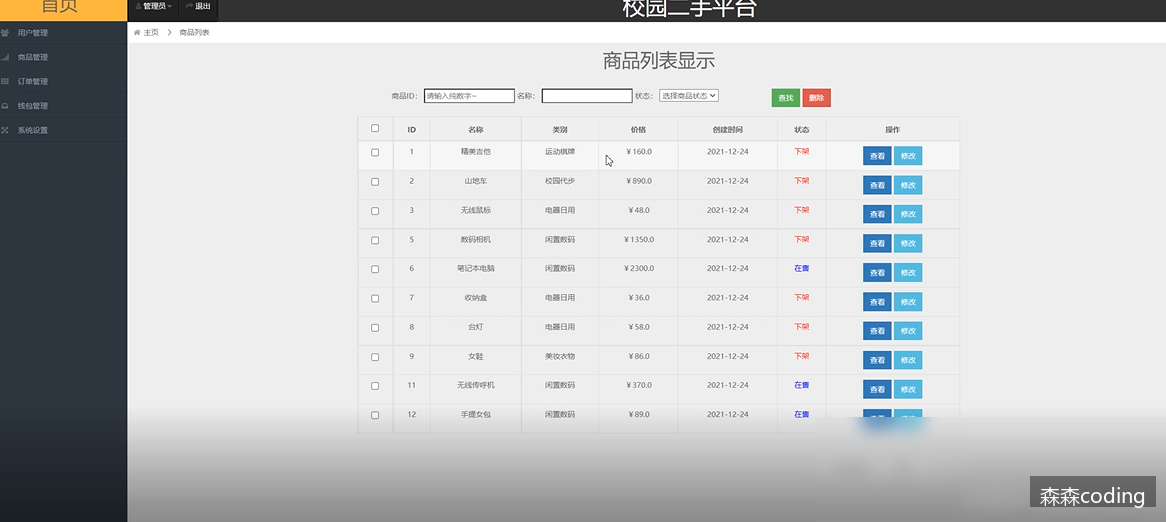 首页
管理员
退出
校园二手平台
用户管理
商品管理
订单管理
钱包管理
系统设置
主页 > 商品列表
商品列表显示
商品ID: 请输入纯数字~ 名称: 状态: 选择商品状态 查找 删除
ID 名称 类别 价格 创建时间 状态 操作
1 精美吉他 运动棋牌 ¥160.0 2021-12-24 下架 查看 修改
2 山地车 校园代步 ¥890.0 2021-12-24 下架 查看 修改
3 无线鼠标 电器日用 ¥48.0 2021-12-24 下架 查看 修改
5 数码相机 闲置数码 ¥1350.0 2021-12-24 下架 查看 修改
6 笔记本电脑 闲置数码 ¥2300.0 2021-12-24 在售 查看 修改
7 收纳盒 电器日用 ¥36.0 2021-12-24 下架 查看 修改
8 台灯 电器日用 ¥58.0 2021-12-24 下架 查看 修改
9 女鞋 美妆衣物 ¥86.0 2021-12-24 下架 查看 修改
11 无线传呼机 闲置数码 ¥370.0 2021-12-24 在售 查看 修改
12 手提女包 闲置数码 ¥89.0 2021-12-24 在售
森森coding